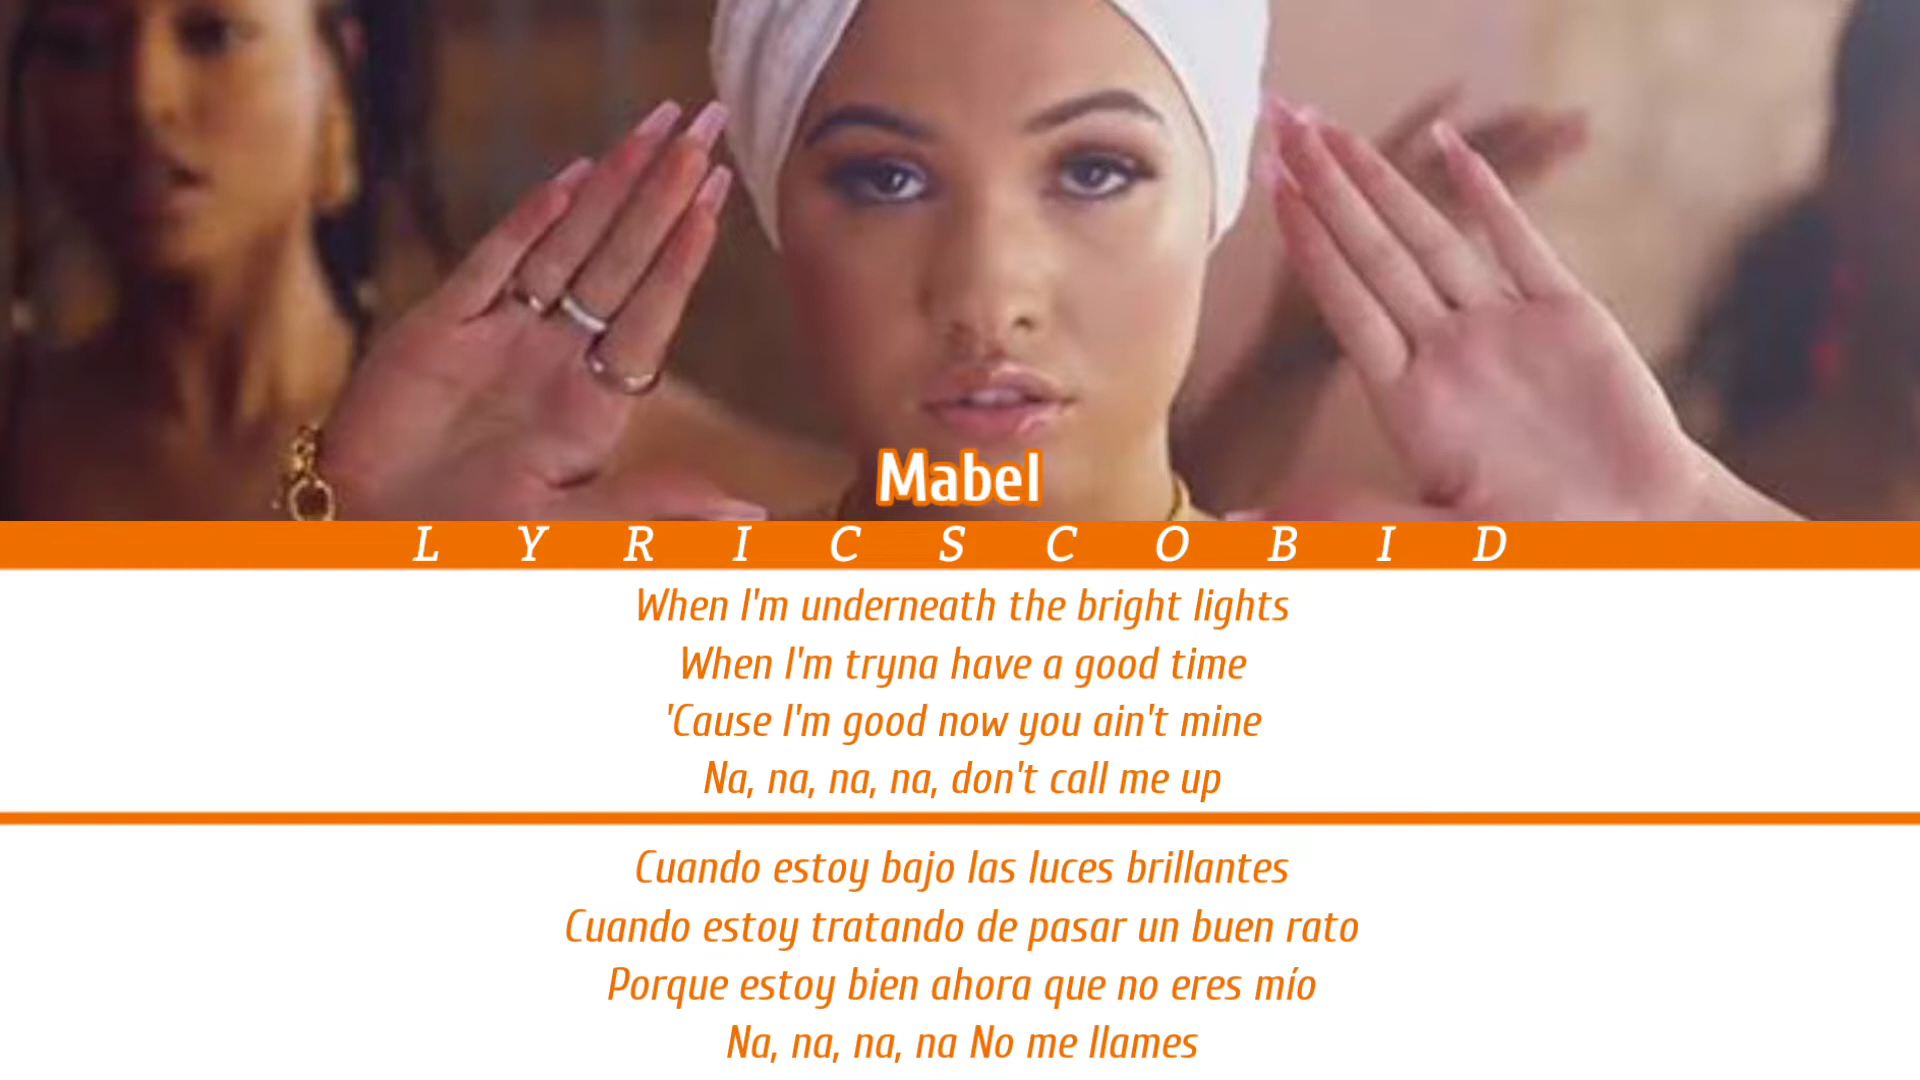 Mabel
L Y R I C S C O B I D
When I'm underneath the bright lights
When I'm tryna have a good time
'Cause I'm good now you ain't mine
Na, na, na, na, don't call me up
Cuando estoy bajo las luces brillantes
Cuando estoy tratando de pasar un buen rato
Porque estoy bien ahora que no eres mío
Na, na, na, na No me llames